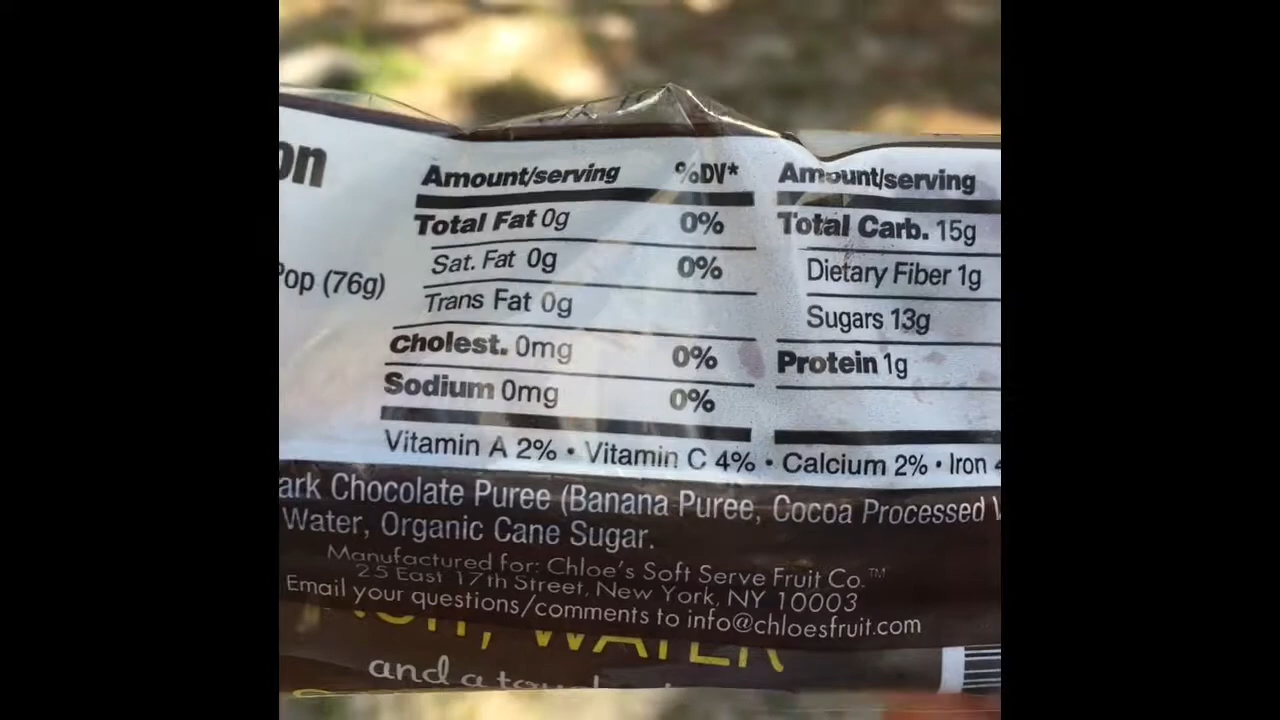 on
Pop (76g)
Amount/serving %DV*
Total Fat 0g 0%
Sat. Fat 0g 0%
Trans Fat 0g
Cholest. 0mg 0%
Sodium 0mg 0%
Amount/serving
Total Carb. 15g
Dietary Fiber 1g
Sugars 13g
Protein 1g
Vitamin A 2% • Vitamin C 4% • Calcium 2% • Iron
ark Chocolate Puree (Banana Puree, Cocoa Processed
Water, Organic Cane Sugar.
Manufactured for: Chloe's Soft Serve Fruit Co.™
25 East 17th Street, New York, NY 10003
Email your questions/comments to info@chloesfruit.com
WATER
and a